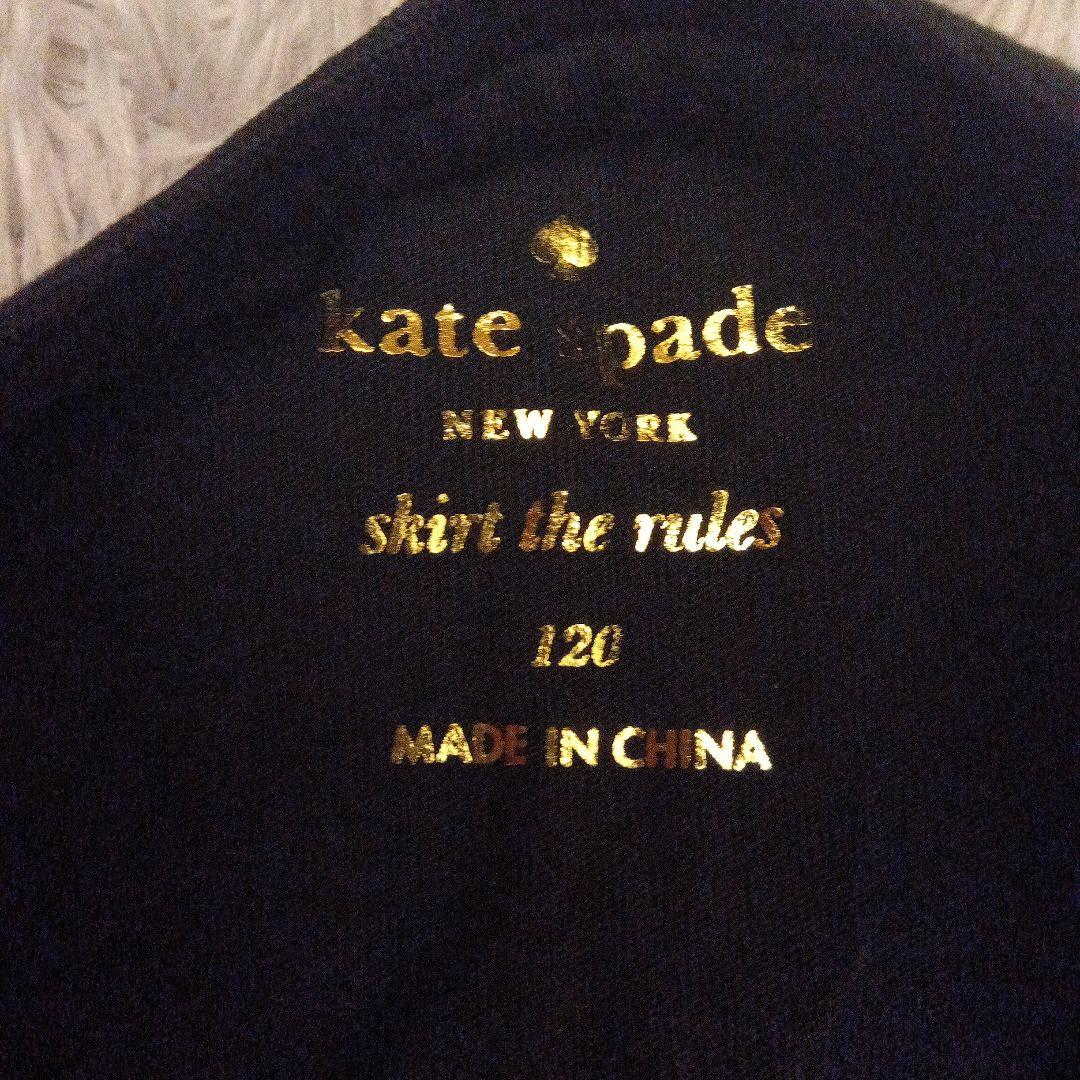 kate spade
NEW YORK
skirt the rules
120
MADE IN CHINA